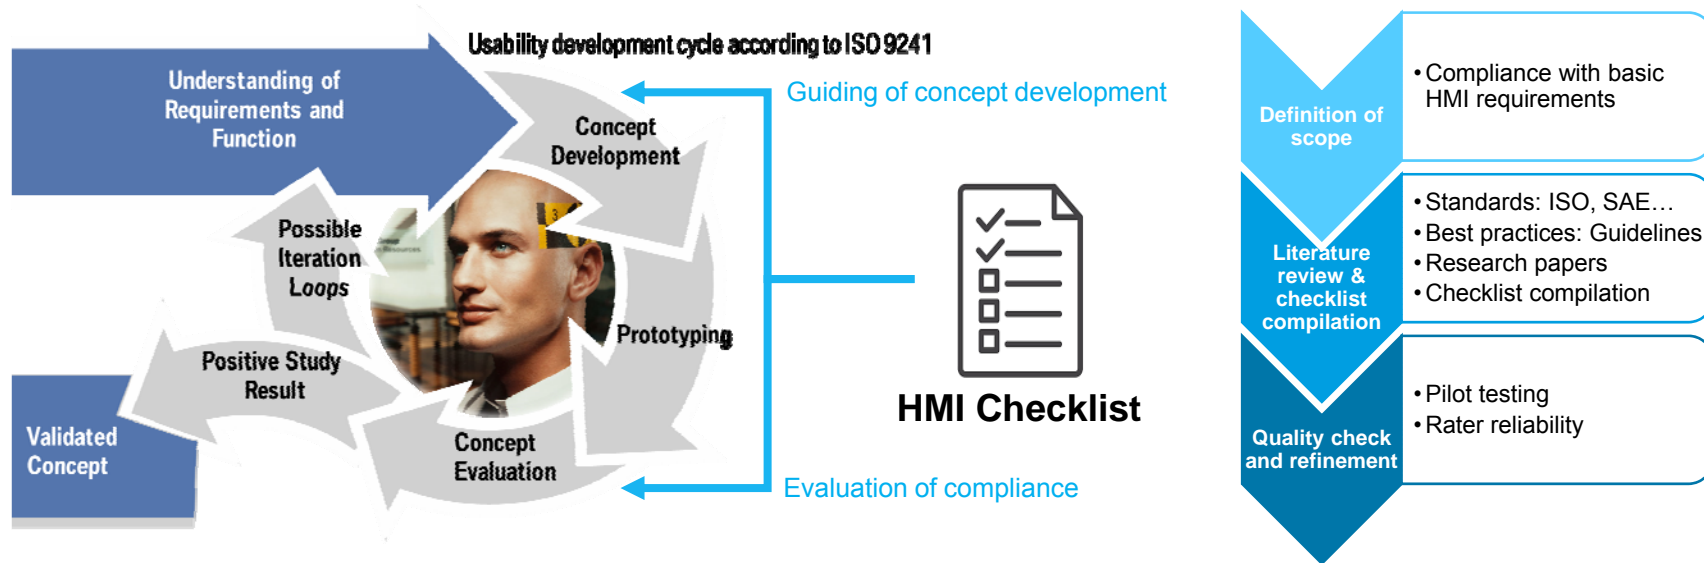 Usability development cycle according to ISO 9241
Understanding of
Requirements and
Function
Concept
Development
Possible
Iteration
Loops
Prototyping
Positive Study
Result
Concept
Evaluation
Validated
Concept
Guiding of concept development
HMI Checklist
Evaluation of compliance
Definition of
scope
• Compliance with basic
HMI requirements
Literature
review &
checklist
compilation
• Standards: ISO, SAE…
• Best practices: Guidelines
• Research papers
• Checklist compilation
Quality check
and refinement
• Pilot testing
• Rater reliability